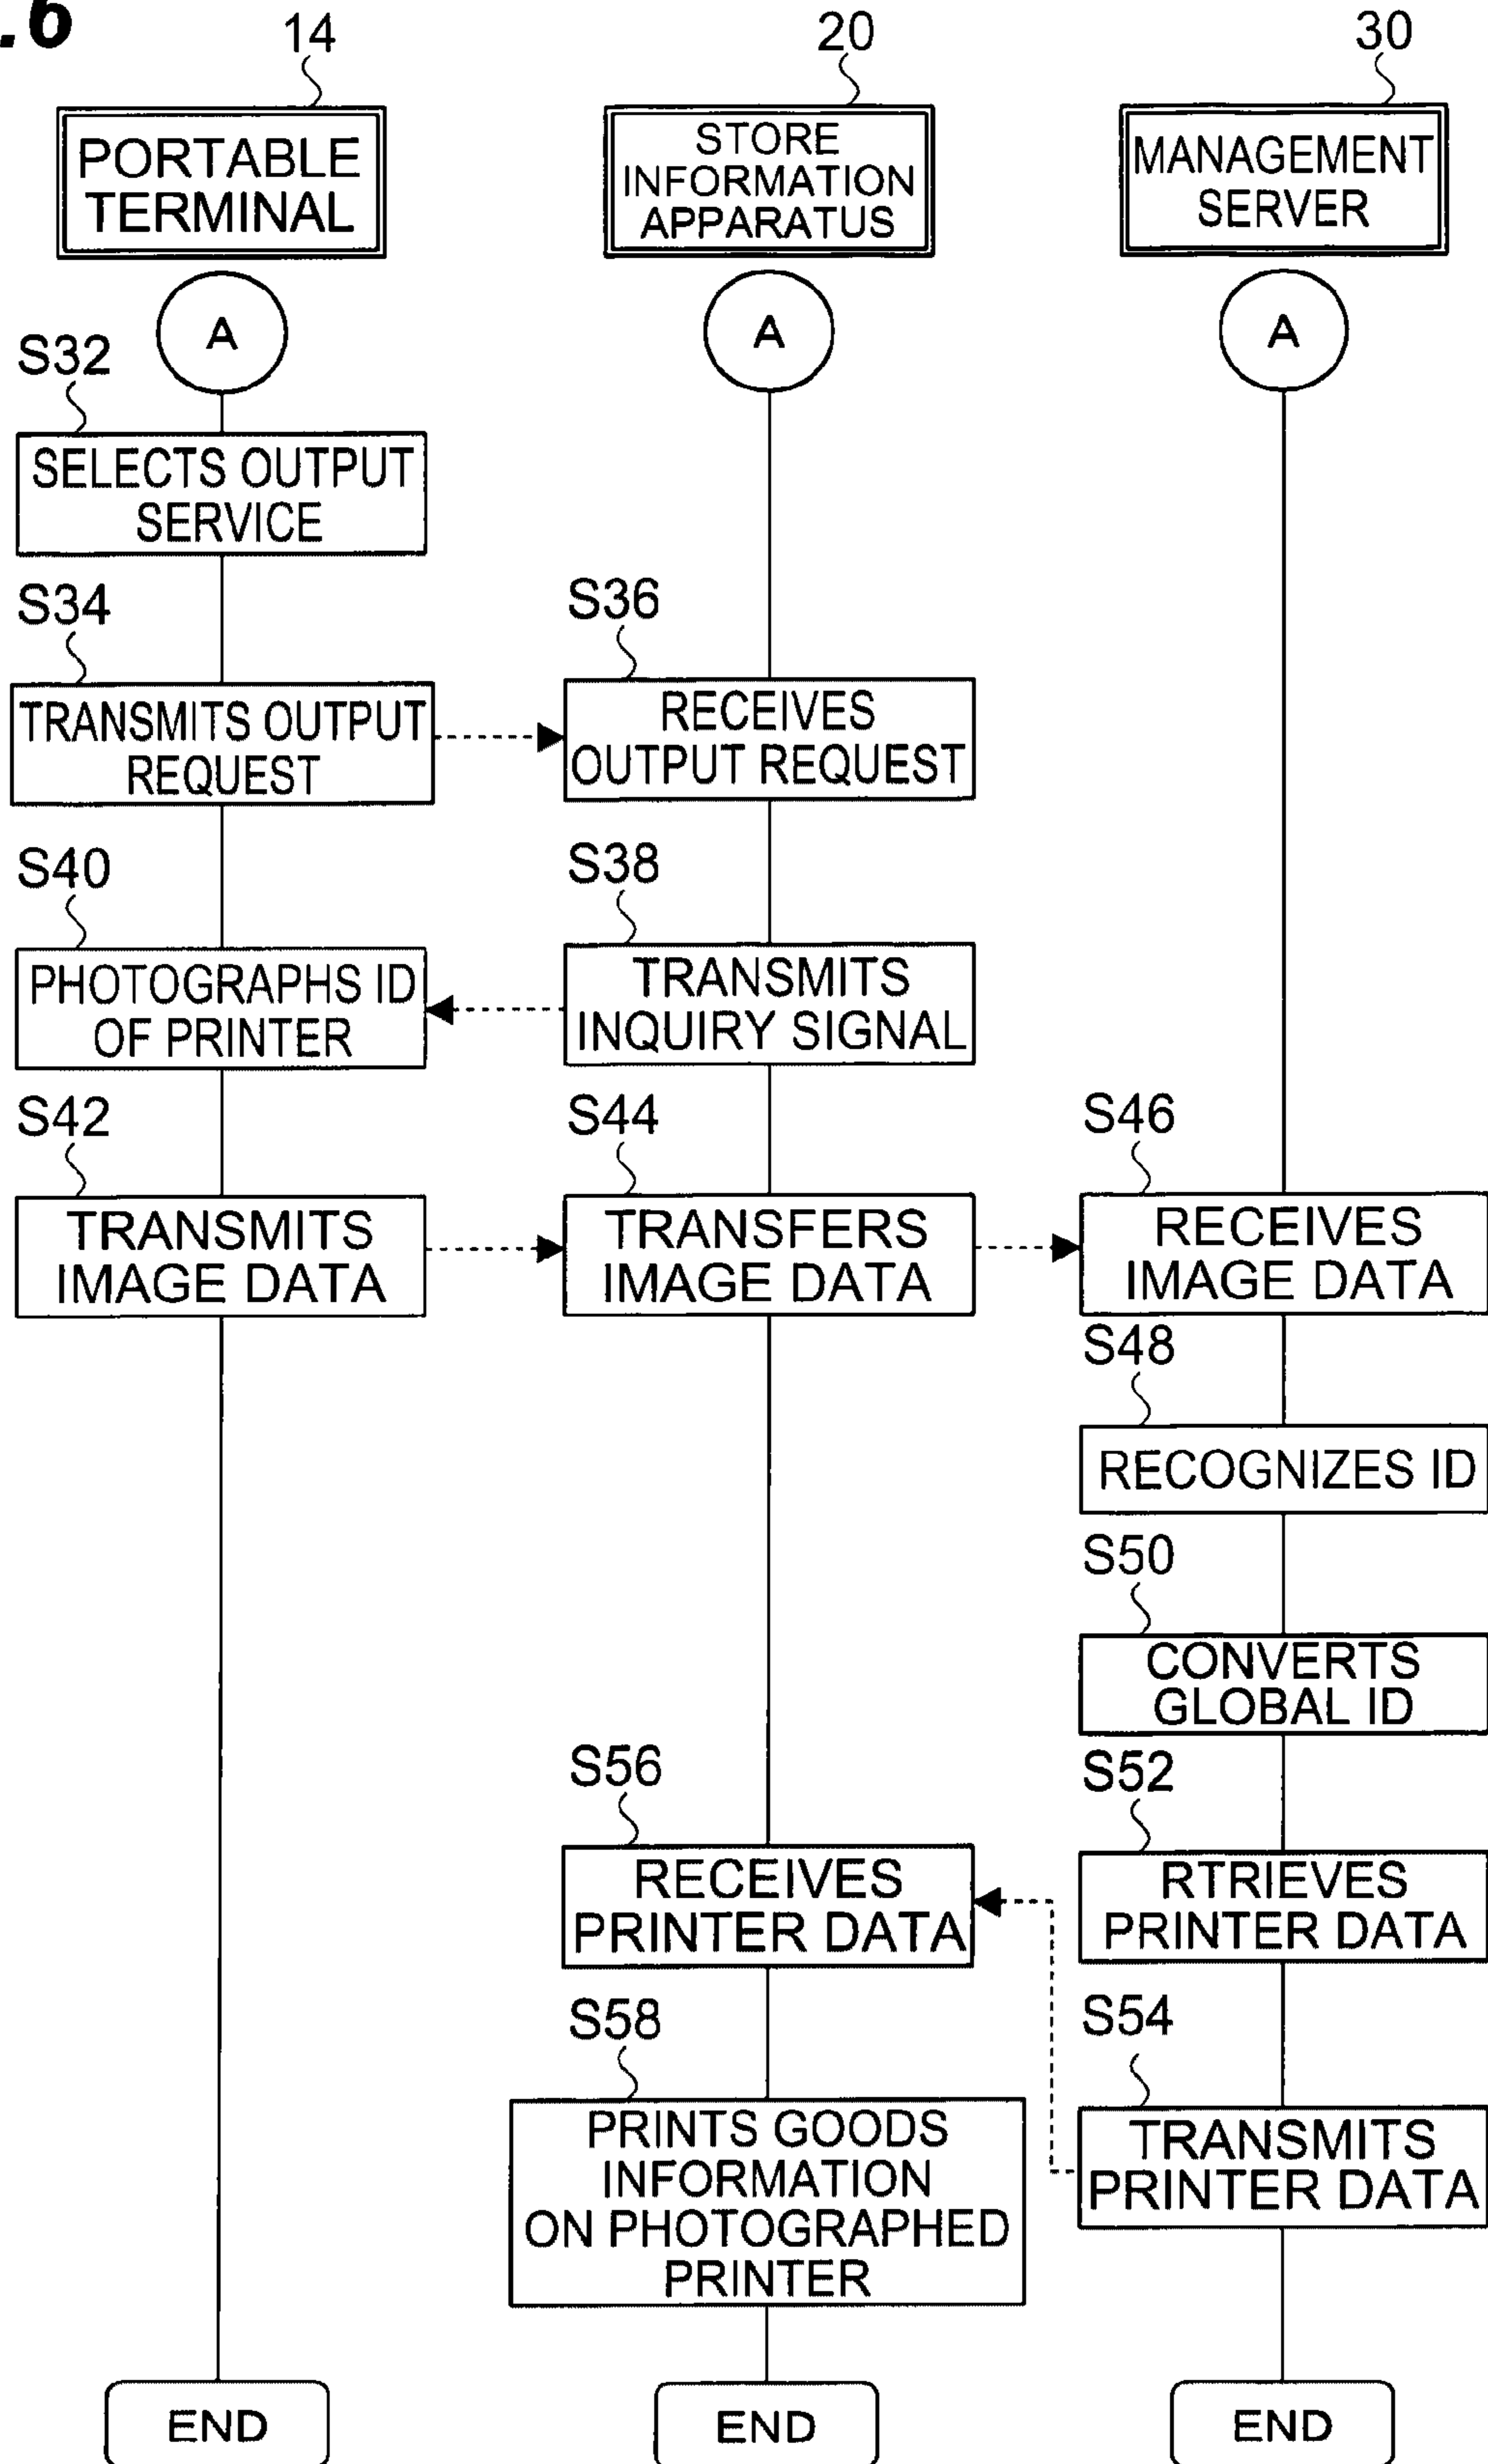 .6
14
20
30
PORTABLE
TERMINAL
STORE
INFORMATION
APPARATUS
MANAGEMENT
SERVER
A
A
A
S32
SELECTS OUTPUT
SERVICE
S34
TRANSMITS OUTPUT
REQUEST
S36
RECEIVES
OUTPUT REQUEST
S40
PHOTOGRAPHS ID
OF PRINTER
S38
TRANSMITS
INQUIRY SIGNAL
S42
TRANSMITS
IMAGE DATA
S44
TRANSFERS
IMAGE DATA
S46
RECEIVES
IMAGE DATA
S48
RECOGNIZES ID
S50
CONVERTS
GLOBAL ID
S56
RECEIVES
PRINTER DATA
S52
RTRIEVES
PRINTER DATA
S58
PRINTS GOODS
INFORMATION
ON PHOTOGRAPHED
PRINTER
S54
TRANSMITS
PRINTER DATA
END
END
END